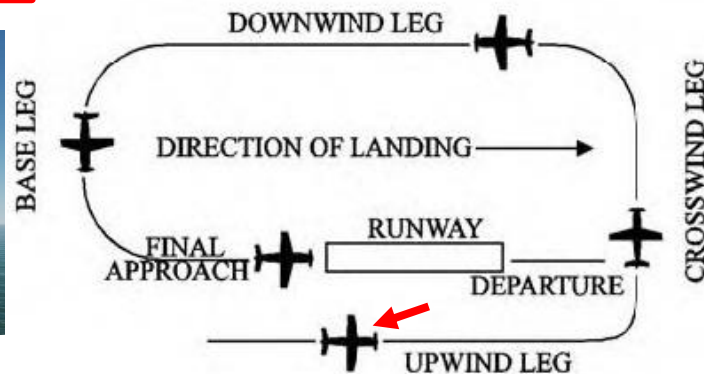 DOWNWIND LEG
BASE LEG
DIRECTION OF LANDING
CROSSWIND LEG
RUNWAY
FINAL
APPROACH
DEPARTURE
UPWIND LEG